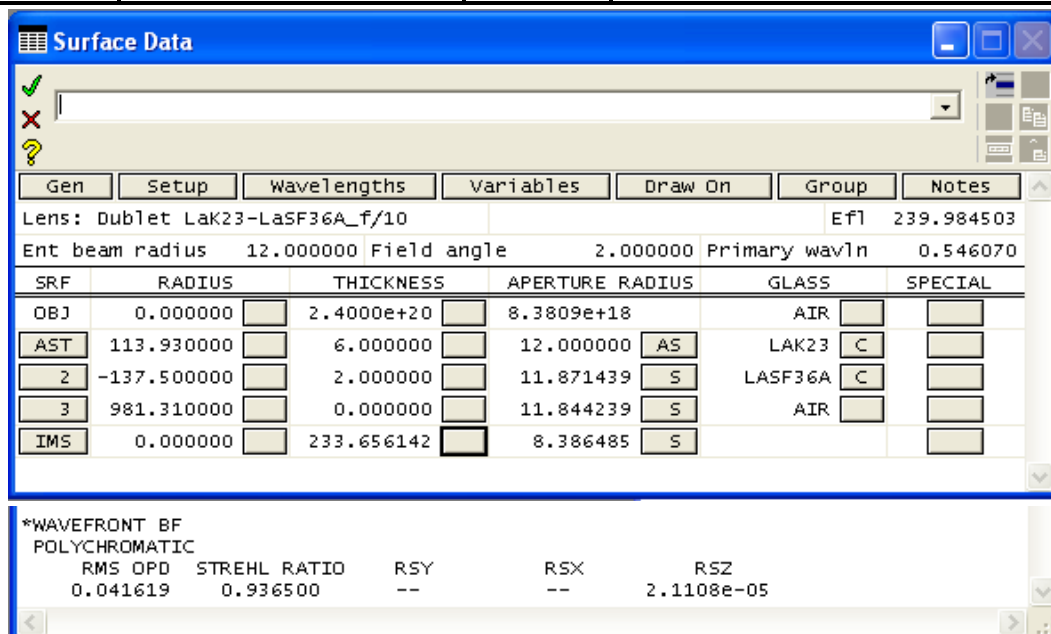 Surface Data
Gen Setup Wavelengths Variables Draw On Group Notes
Lens: Dublet LaK23-LaSF36A_f/10 Efl 239.984503
Ent beam radius 12.000000 Field angle 2.000000 Primary wavln 0.546070
SRF RADIUS THICKNESS APERTURE RADIUS GLASS SPECIAL
OBJ 0.000000 2.4000e+20 8.3809e+18 AIR
AST 113.930000 6.000000 12.000000 AS LAK23 C
2 -137.500000 2.000000 11.871439 S LASF36A C
3 981.310000 0.000000 11.844239 S AIR
IMS 0.000000 233.656142 8.386485 S
*WAVEFRONT BF
POLYCHROMATIC
RMS OPD STREHL RATIO RSY RSX RSZ
0.041619 0.936500 -- -- 2.1108e-05